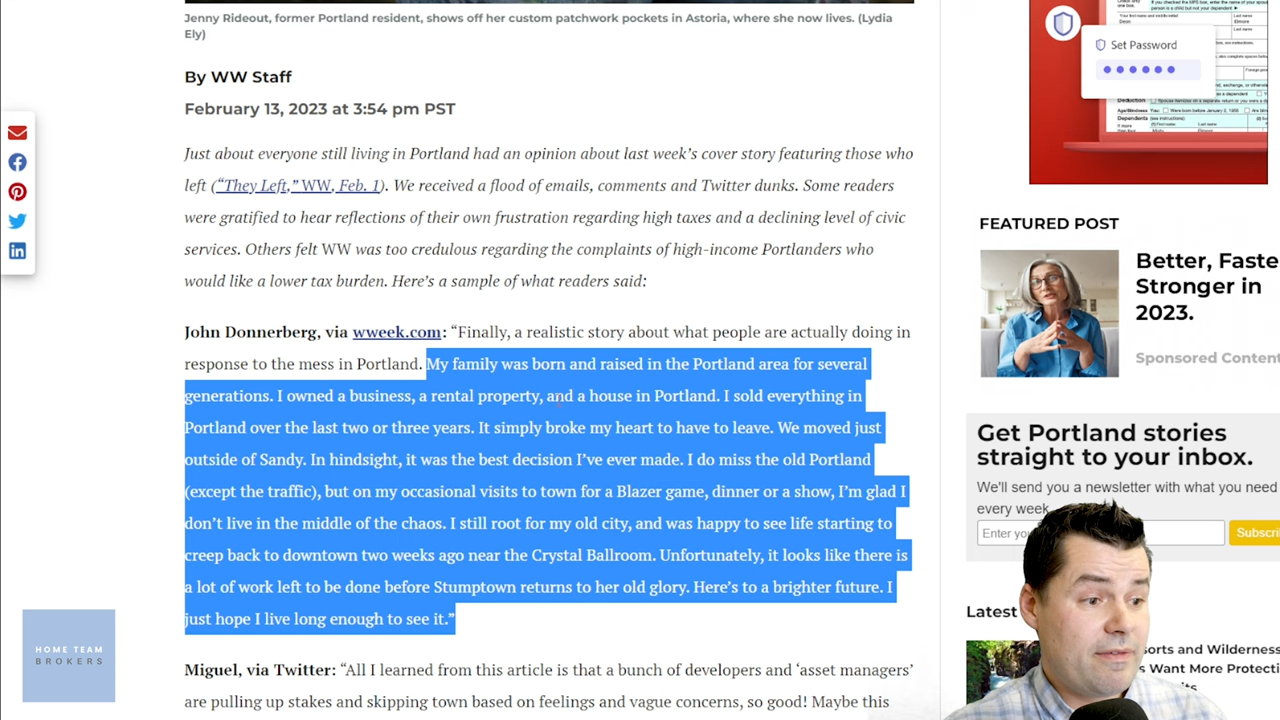 Jenny Rideout, former Portland resident, shows off her custom patchwork pockets in Astoria, where she now lives. (Lydia
Ely)
By WW Staff
February 13, 2023 at 3:54 pm PST
Just about everyone still living in Portland had an opinion about last week's cover story featuring those who
left (“They Left,” WW, Feb. 1). We received a flood of emails, comments and Twitter dunks. Some readers
were gratified to hear reflections of their own frustration regarding high taxes and a declining level of civic
services. Others felt WW was too credulous regarding the complaints of high-income Portlanders who
would like a lower tax burden. Here's a sample of what readers said:
John Donnerberg, via wweek.com: “Finally, a realistic story about what people are actually doing in
response to the mess in Portland. My family was born and raised in the Portland area for several
generations. I owned a business, a rental property, and a house in Portland. I sold everything in
Portland over the last two or three years. It simply broke my heart to have to leave. We moved just
outside of Sandy. In hindsight, it was the best decision I've ever made. I do miss the old Portland
(except the traffic), but on my occasional visits to town for a Blazer game, dinner or a show, I'm glad I
don't live in the middle of the chaos. I still root for my old city, and was happy to see life starting to
creep back to downtown two weeks ago near the Crystal Ballroom. Unfortunately, it looks like there is
a lot of work left to be done before Stumptown returns to her old glory. Here's to a brighter future. I
just hope I live long enough to see it.”
Miguel, via Twitter: “All I learned from this article is that a bunch of developers and ‘asset managers’
are pulling up stakes and skipping town based on feelings and vague concerns, so good! Maybe this
HOME TEAM
BROKERS
Set Password
FEATURED POST
Better, Faste
Stronger in
2023.
Sponsored Content
Get Portland stories
straight to your inbox.
We'll send you a newsletter with what you need
every week
Enter yo
Subscri
Latest
sorts and Wilderness
s Want More Protecti
its